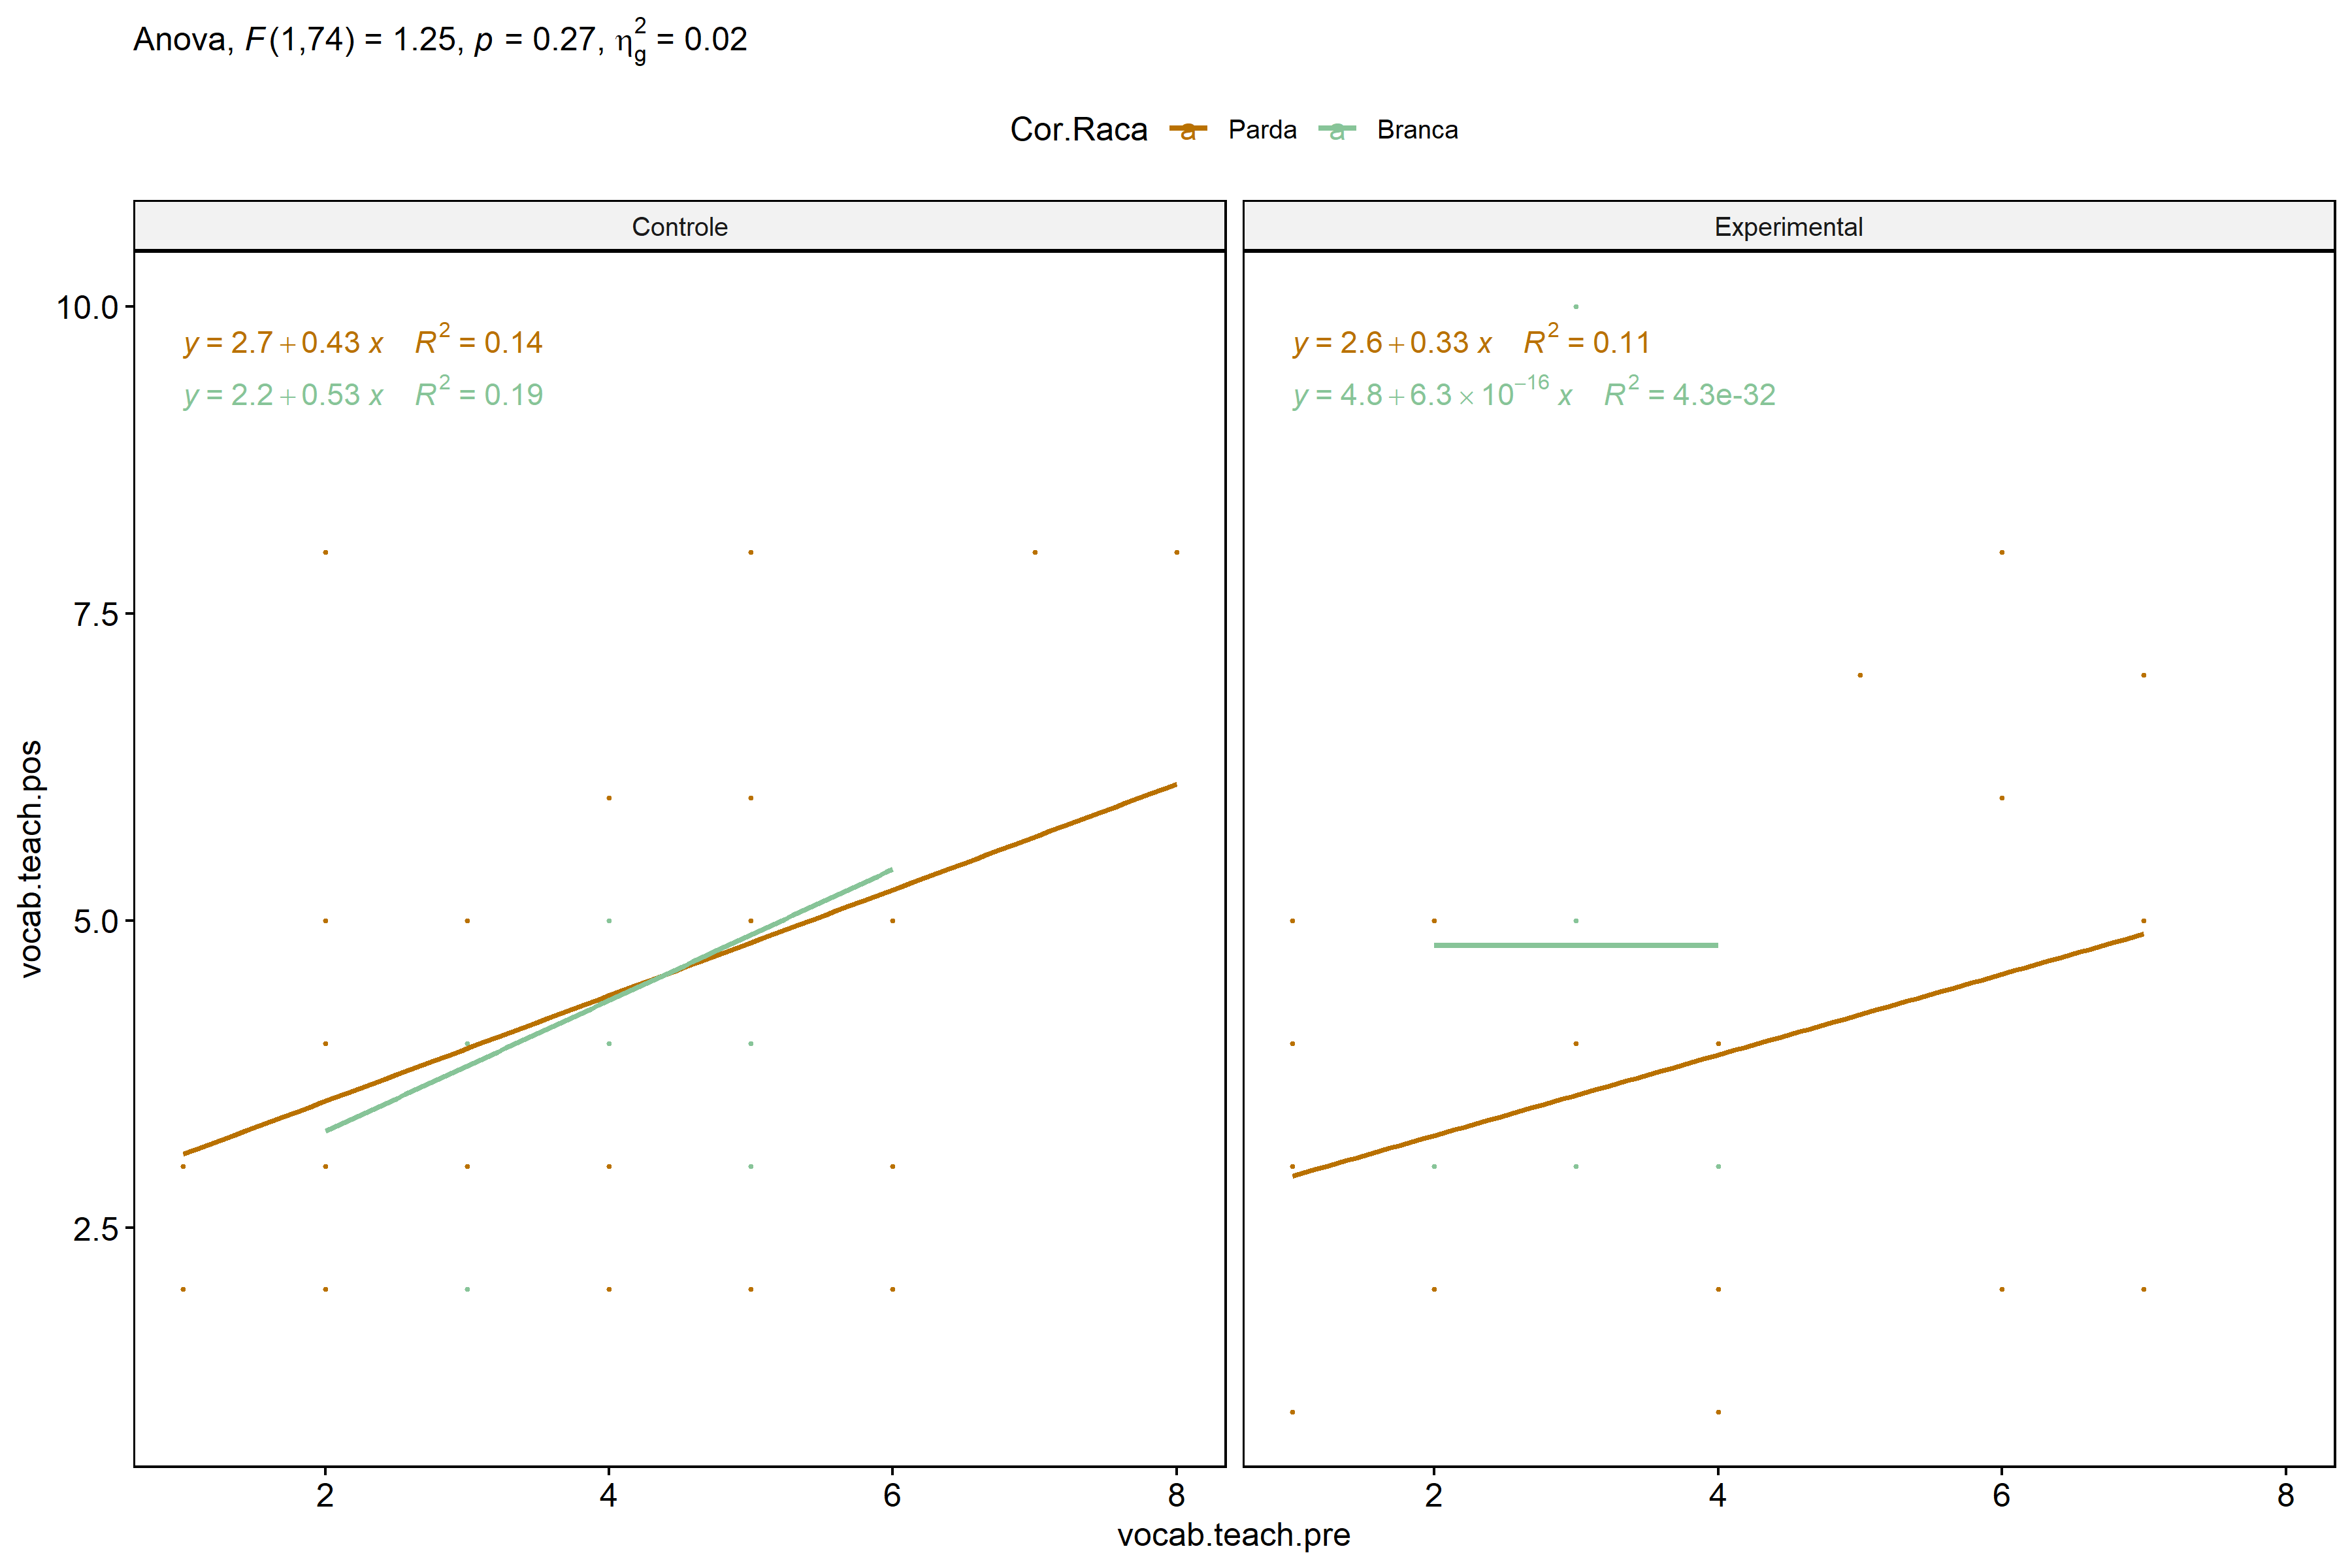 Anova, F(1,74) = 1.25, p = 0.27, η²g = 0.02
Cor.Raca a Parda a Branca
Controle
Experimental
y = 2.7 + 0.43 x R² = 0.14
y = 2.2 + 0.53 x R² = 0.19
y = 2.6 + 0.33 x R² = 0.11
y = 4.8 + 6.3 × 10⁻¹⁶ x R² = 4.3e-32
10.0
7.5
5.0
2.5
vocab.teach.pos
2 4 6 8
2 4 6 8
vocab.teach.pre